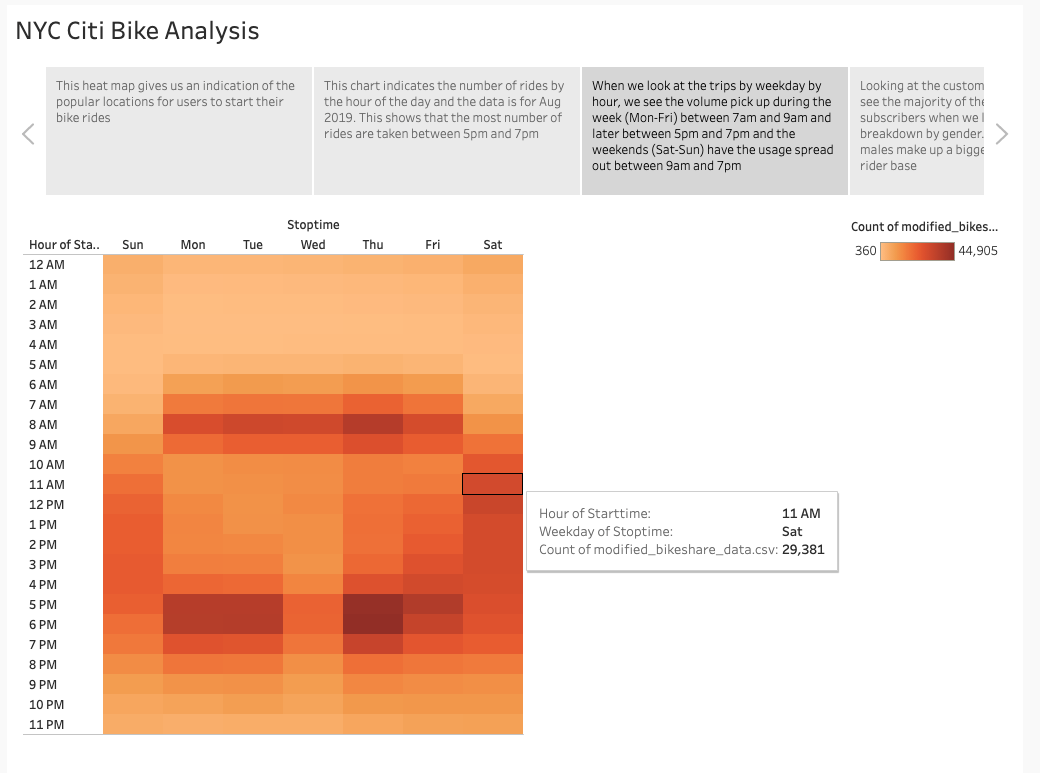 NYC Citi Bike Analysis
This heat map gives us an indication of the
popular locations for users to start their
bike rides
This chart indicates the number of rides by
the hour of the day and the data is for Aug
2019. This shows that the most number of
rides are taken between 5pm and 7pm
When we look at the trips by weekday by
hour, we see the volume pick up during the
week (Mon-Fri) between 7am and 9am and
later between 5pm and 7pm and the
weekends (Sat-Sun) have the usage spread
out between 9am and 7pm
Looking at the custom
see the majority of the
subscribers when we
breakdown by gender.
males make up a bigge
rider base
Stoptime
Hour of Sta.. Sun Mon Tue Wed Thu Fri Sat
12 AM
1 AM
2 AM
3 AM
4 AM
5 AM
6 AM
7 AM
8 AM
9 AM
10 AM
11 AM
12 PM
1 PM
2 PM
3 PM
4 PM
5 PM
6 PM
7 PM
8 PM
9 PM
10 PM
11 PM
Count of modified_bikes...
360 44,905
Hour of Starttime: 11 AM
Weekday of Stoptime: Sat
Count of modified_bikeshare_data.csv: 29,381